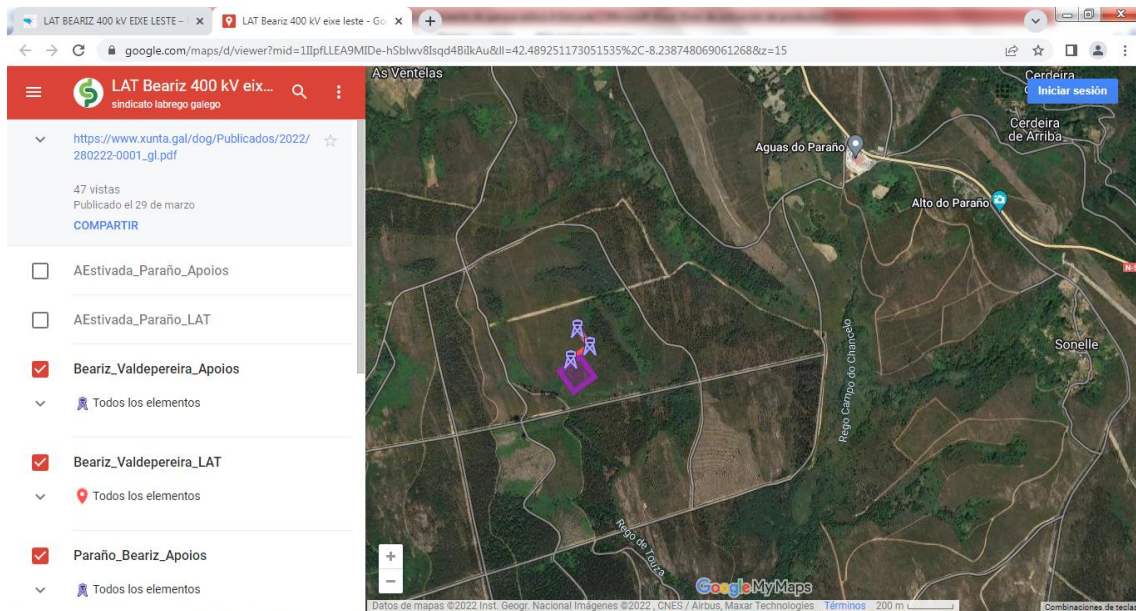 LAT BEARIZ 400 kV EIXE LESTE –
LAT Beariz 400 kV eixe leste - Go
google.com/maps/d/viewer?mid=1IIpfLLEA9MIDe-hSblwv8Isqd4BiIkAu&ll=42.489251173051535%2C-8.238748069061268&z=15
LAT Beariz 400 kV eix...
sindicato labrego galego
https://www.xunta.gal/dog/Publicados/2022/
280222-0001_gl.pdf
47 vistas
Publicado el 29 de marzo
COMPARTIR
AEstivada_Paraño_Apoios
AEstivada_Paraño_LAT
Beariz_Valdepereira_Apoios
Todos los elementos
Beariz_Valdepereira_LAT
Todos los elementos
Paraño_Beariz_Apoios
Todos los elementos
As Ventelas
Cerdeira
Iniciar sesión
Cerdeira
de Arriba
Aguas do Paraño
Alto do Paraño
Sonelle
Rego Campo do Chancelo
Rego de Touza
Google My Maps
Datos de mapas ©2022 Inst. Geogr. Nacional Imágenes ©2022 , CNES / Airbus, Maxar Technologies Términos 200 m
Combinaciones de teclas